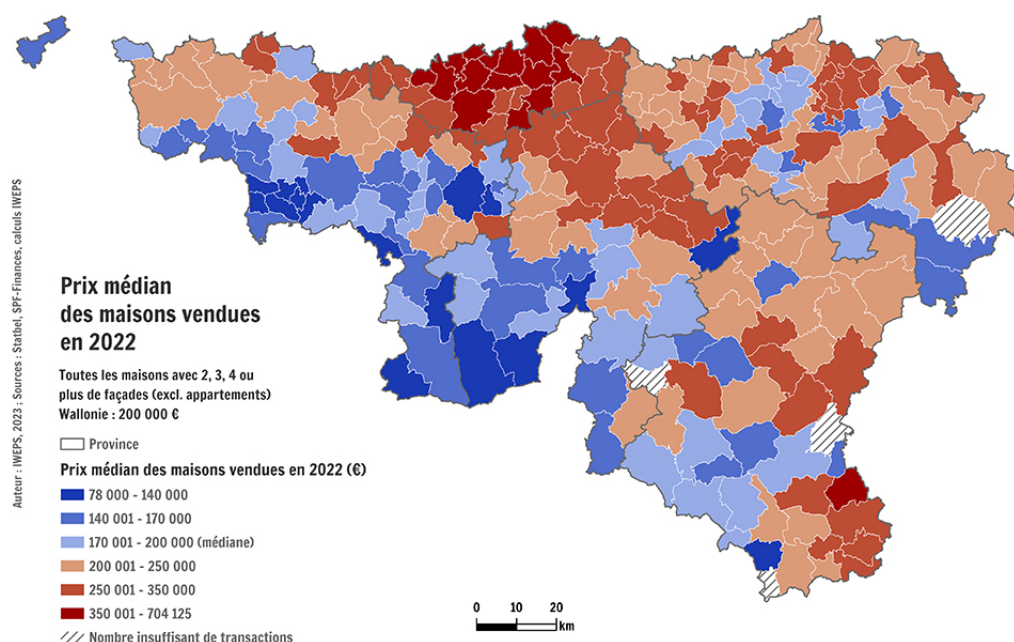 Prix médian
des maisons vendues
en 2022
Toutes les maisons avec 2, 3, 4 ou
plus de façades (excl. appartements)
Wallonie : 200 000 €
Province
Prix médian des maisons vendues en 2022 (€)
78 000 - 140 000
140 001 - 170 000
170 001 - 200 000 (médiane)
200 001 - 250 000
250 001 - 350 000
350 001 - 704 125
Nombre insuffisant de transactions
Auteur : IWEPS, 2023 ; Sources : Statbel, SPF-Finances, calculs IWEPS
0 10 20
km